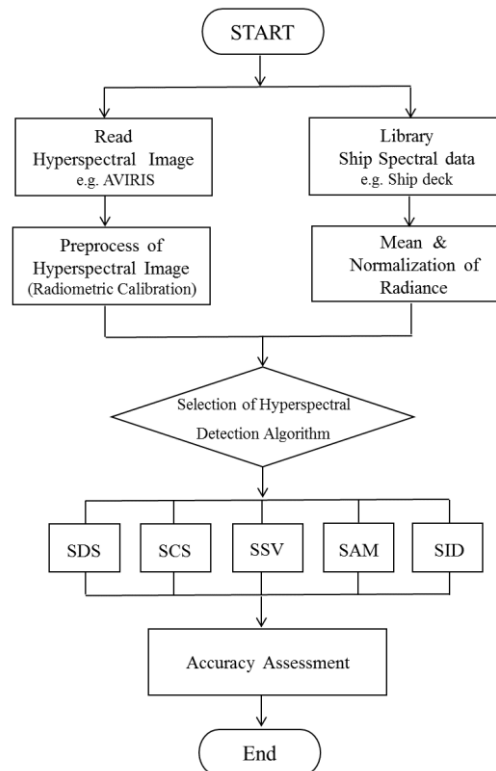 START
Read
Hyperspectral Image
e.g. AVIRIS
Library
Ship Spectral data
e.g. Ship deck
Preprocess of
Hyperspectral Image
(Radiometric Calibration)
Mean &
Normalization of
Radiance
Selection of Hyperspectral
Detection Algorithm
SDS
SCS
SSV
SAM
SID
Accuracy Assessment
End